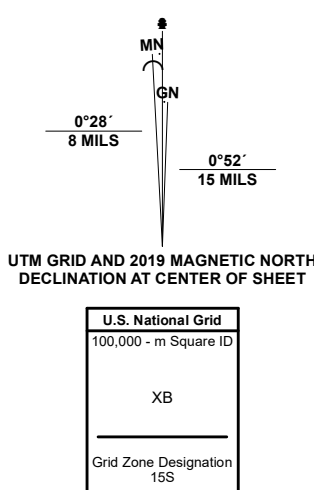 MN
GN
0°28´
8 MILS
0°52´
15 MILS
UTM GRID AND 2019 MAGNETIC NORTH
DECLINATION AT CENTER OF SHEET
U.S. National Grid
100,000 - m Square ID
XB
Grid Zone Designation
15S